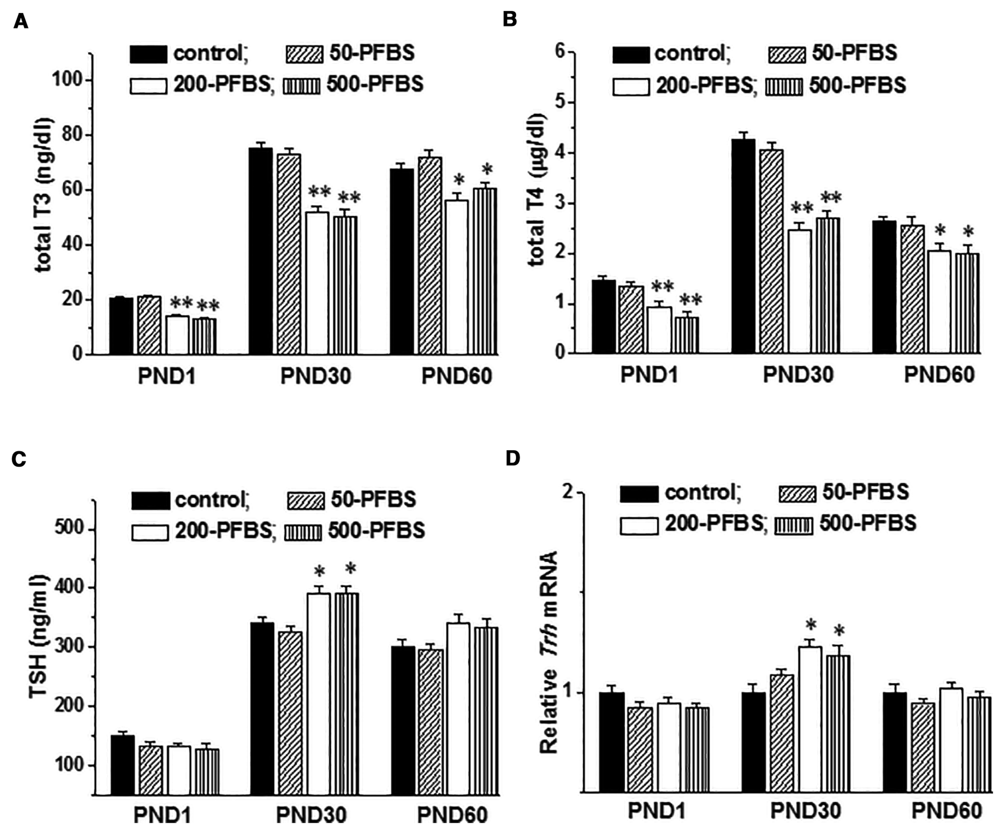 A
control; 50-PFBS
200-PFBS; 500-PFBS
total T3 (ng/dl)
100
80
60
40
20
0
** **
** **
* *
PND1 PND30 PND60
B
control; 50-PFBS
200-PFBS; 500-PFBS
total T4 (µg/dl)
6
5
4
3
2
1
0
** **
** **
* *
PND1 PND30 PND60
C
control; 50-PFBS
200-PFBS; 500-PFBS
TSH (ng/ml)
500
400
300
200
100
* *
PND1 PND30 PND60
D
control; 50-PFBS
200-PFBS; 500-PFBS
Relative Trh mRNA
2
1
* *
PND1 PND30 PND60